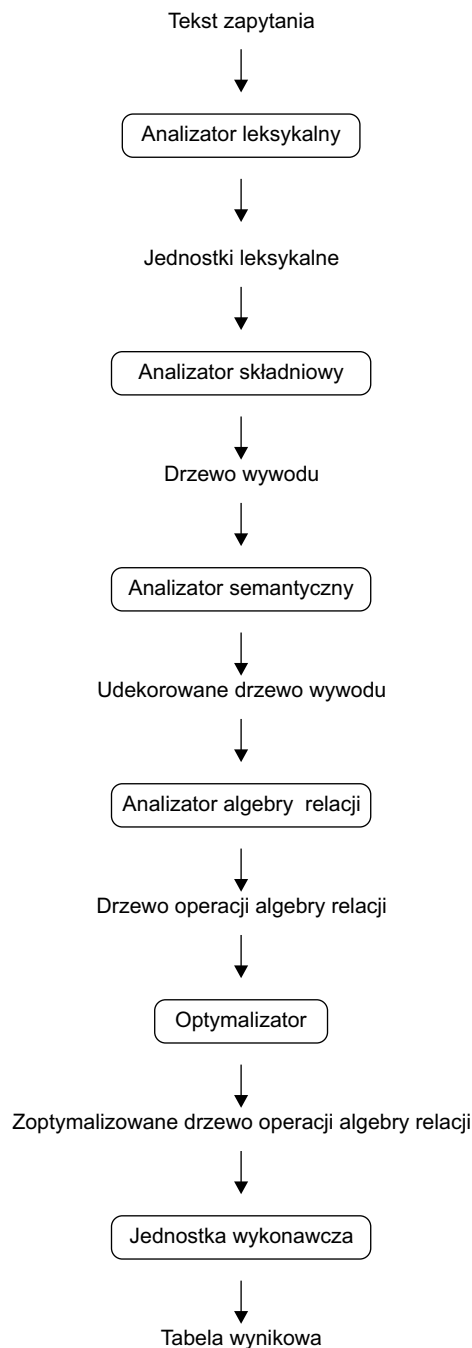 Tekst zapytania
Analizator leksykalny
Jednostki leksykalne
Analizator składniowy
Drzewo wywodu
Analizator semantyczny
Udekorowane drzewo wywodu
Analizator algebry relacji
Drzewo operacji algebry relacji
Optymalizator
Zoptymalizowane drzewo operacji algebry relacji
Jednostka wykonawcza
Tabela wynikowa